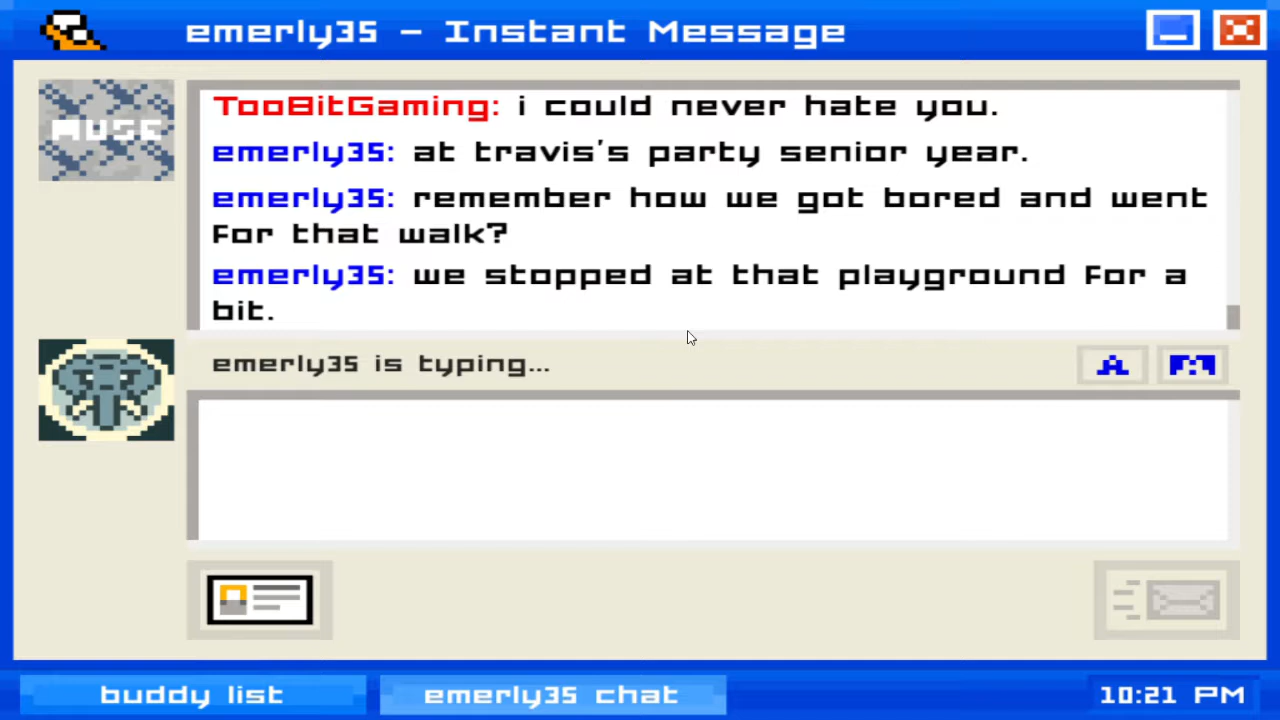 emerly35 - Instant Message
MUSE
TooBitGaming: i could never hate you.
emerly35: at travis's party senior year.
emerly35: remember how we got bored and went
for that walk?
emerly35: we stopped at that playground for a
bit.
emerly35 is typing...
A
buddy list
emerly35 chat
10:21 PM